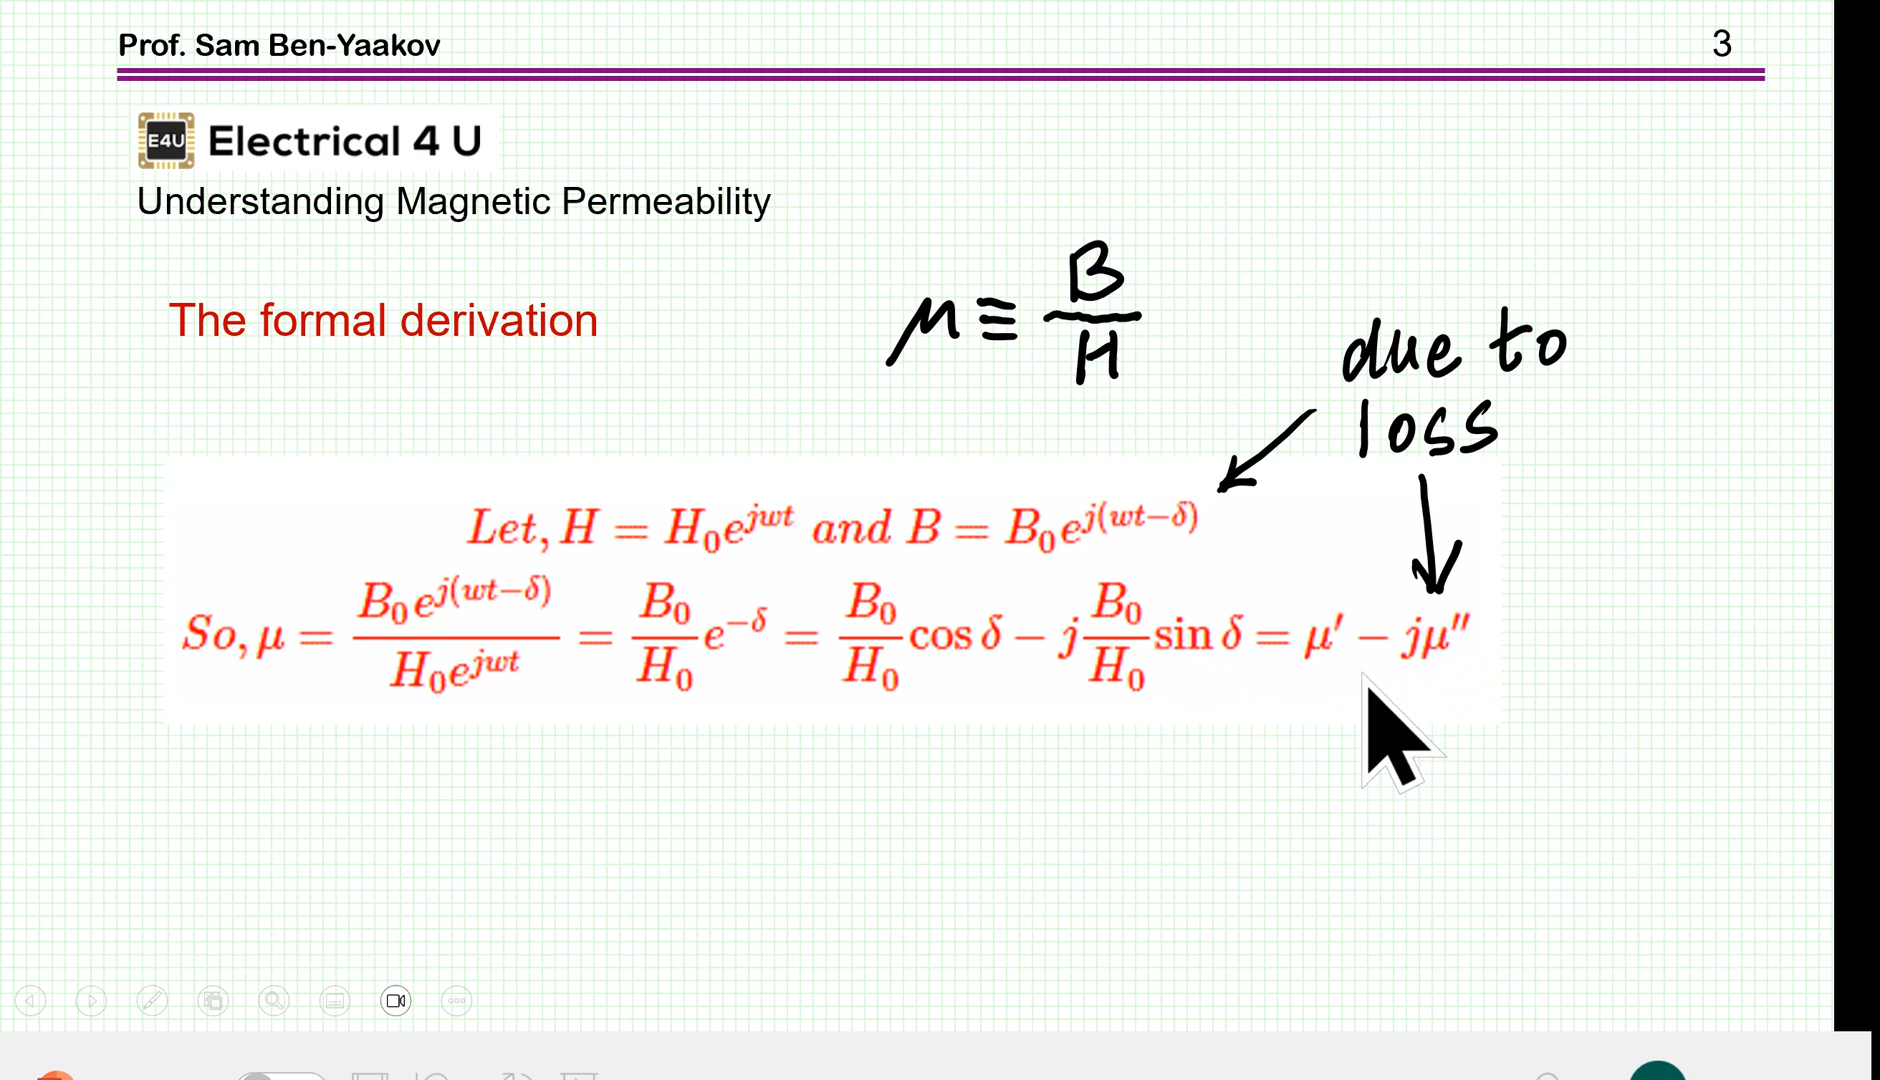 Prof. Sam Ben-Yaakov
3
E4U Electrical 4 U
Understanding Magnetic Permeability
The formal derivation
μ ≡ B/H
due to
loss
Let, H = H₀e^{jwt} and B = B₀e^{j(wt−δ)}
So, μ = B₀e^{j(wt−δ)} / H₀e^{jwt} = B₀/H₀ e^{−δ} = B₀/H₀ cos δ − j B₀/H₀ sin δ = μ′ − jμ″